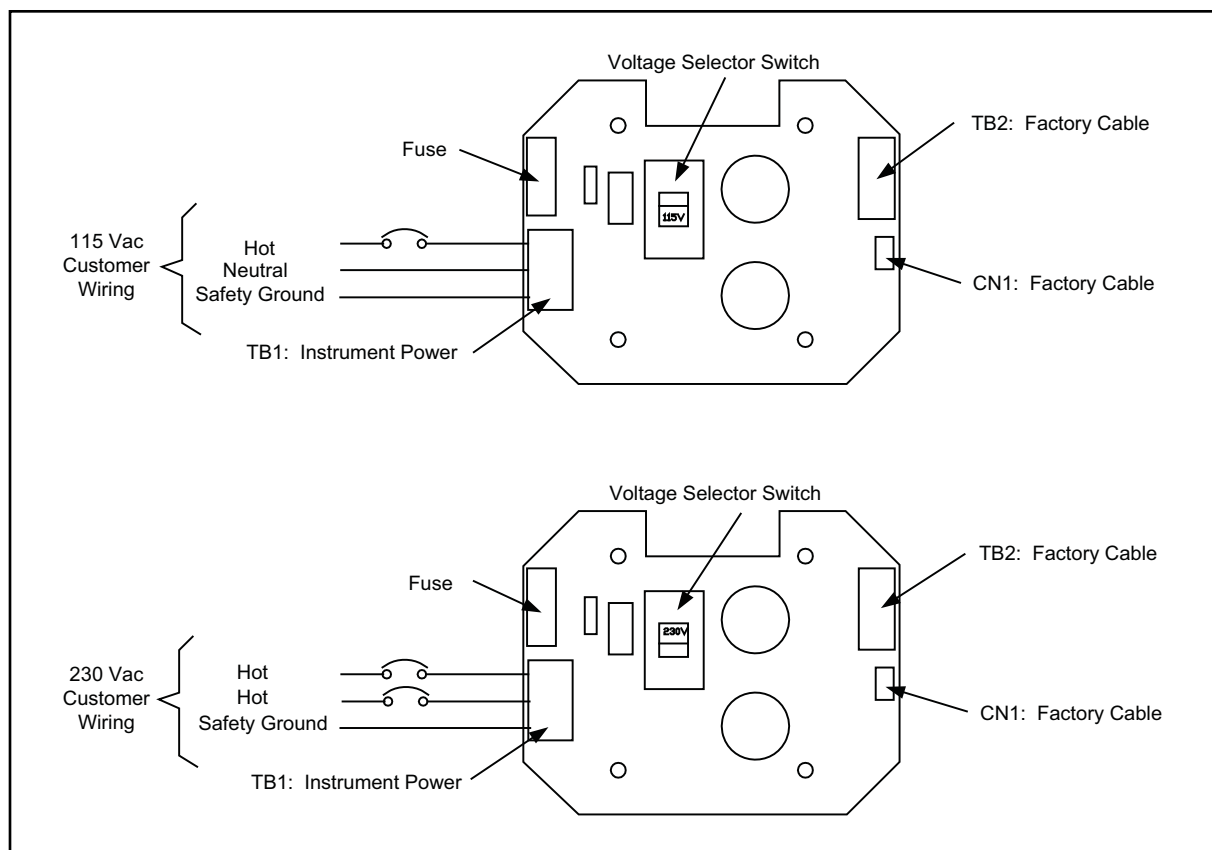 Voltage Selector Switch
TB2: Factory Cable
Fuse
115V
115 Vac
Customer
Wiring
Hot
Neutral
Safety Ground
CN1: Factory Cable
TB1: Instrument Power
Voltage Selector Switch
TB2: Factory Cable
Fuse
230V
230 Vac
Customer
Wiring
Hot
Hot
Safety Ground
CN1: Factory Cable
TB1: Instrument Power